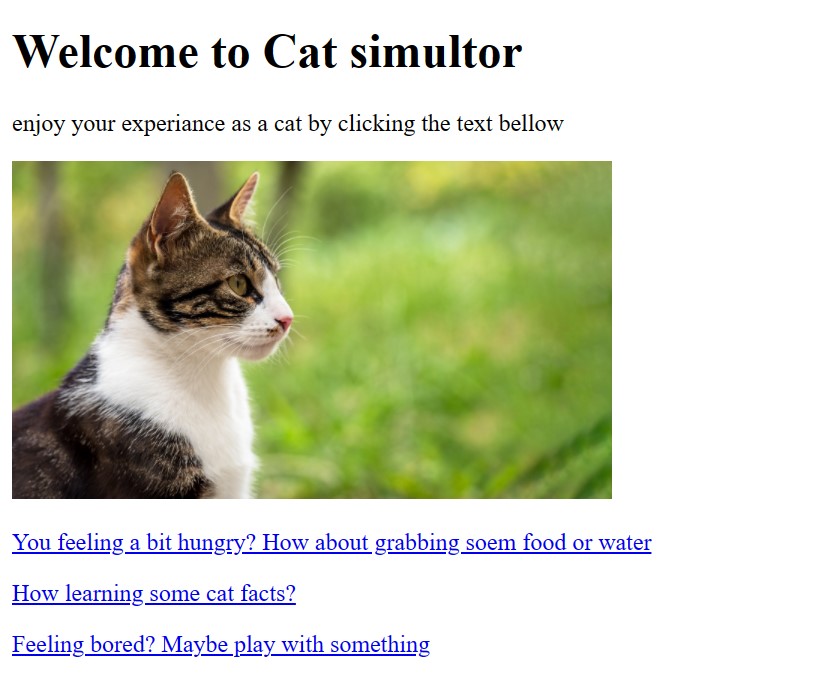 Welcome to Cat simultor
enjoy your experiance as a cat by clicking the text bellow
You feeling a bit hungry? How about grabbing soem food or water
How learning some cat facts?
Feeling bored? Maybe play with something